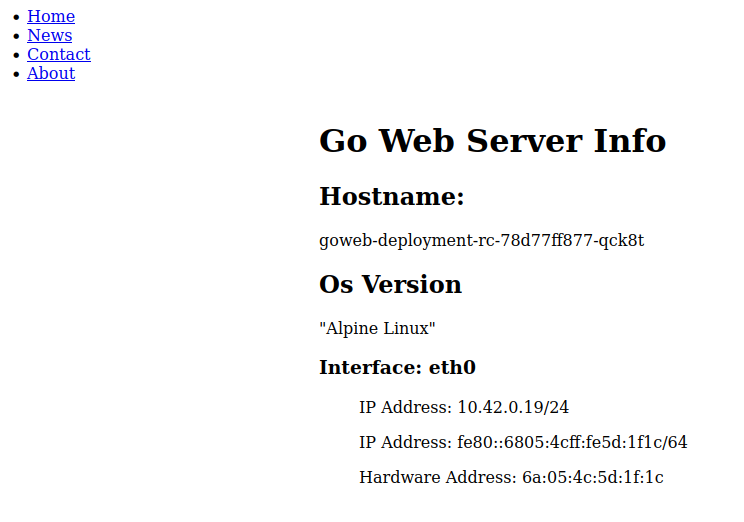 Home
News
Contact
About
Go Web Server Info
Hostname:
goweb-deployment-rc-78d77ff877-qck8t
Os Version
"Alpine Linux"
Interface: eth0
IP Address: 10.42.0.19/24
IP Address: fe80::6805:4cff:fe5d:1f1c/64
Hardware Address: 6a:05:4c:5d:1f:1c